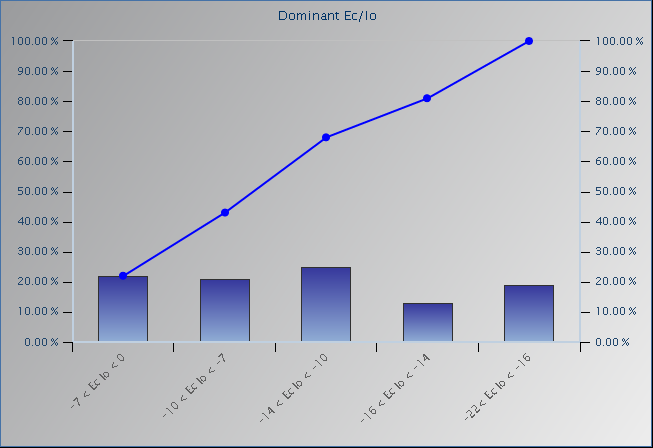 Dominant Ec/Io
100.00 % 100.00 %
90.00 % 90.00 %
80.00 % 80.00 %
70.00 % 70.00 %
60.00 % 60.00 %
50.00 % 50.00 %
40.00 % 40.00 %
30.00 % 30.00 %
20.00 % 20.00 %
10.00 % 10.00 %
0.00 % 0.00 %
-7 < Ec Io < 0
-10 < Ec Io < -7
-14 < Ec Io < -10
-16 < Ec Io < -14
-22< Ec Io < -16